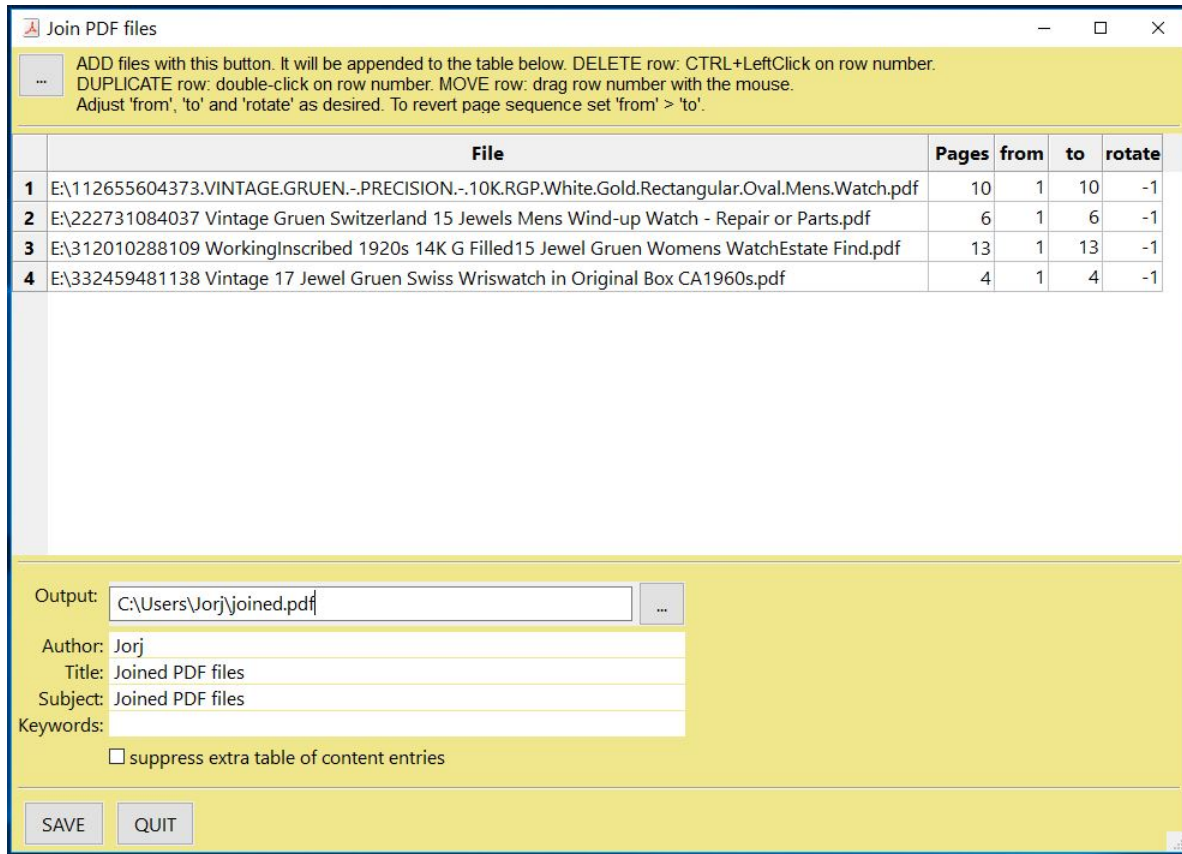 Join PDF files
... ADD files with this button. It will be appended to the table below. DELETE row: CTRL+LeftClick on row number.
DUPLICATE row: double-click on row number. MOVE row: drag row number with the mouse.
Adjust 'from', 'to' and 'rotate' as desired. To revert page sequence set 'from' > 'to'.
File Pages from to rotate
1 E:\112655604373.VINTAGE.GRUEN.-.PRECISION.-.10K.RGP.White.Gold.Rectangular.Oval.Mens.Watch.pdf 10 1 10 -1
2 E:\222731084037 Vintage Gruen Switzerland 15 Jewels Mens Wind-up Watch - Repair or Parts.pdf 6 1 6 -1
3 E:\312010288109 WorkingInscribed 1920s 14K G Filled15 Jewel Gruen Womens WatchEstate Find.pdf 13 1 13 -1
4 E:\332459481138 Vintage 17 Jewel Gruen Swiss Wriswatch in Original Box CA1960s.pdf 4 1 4 -1
Output: C:\Users\Jorj\joined.pdf ...
Author: Jorj
Title: Joined PDF files
Subject: Joined PDF files
Keywords:
suppress extra table of content entries
SAVE QUIT